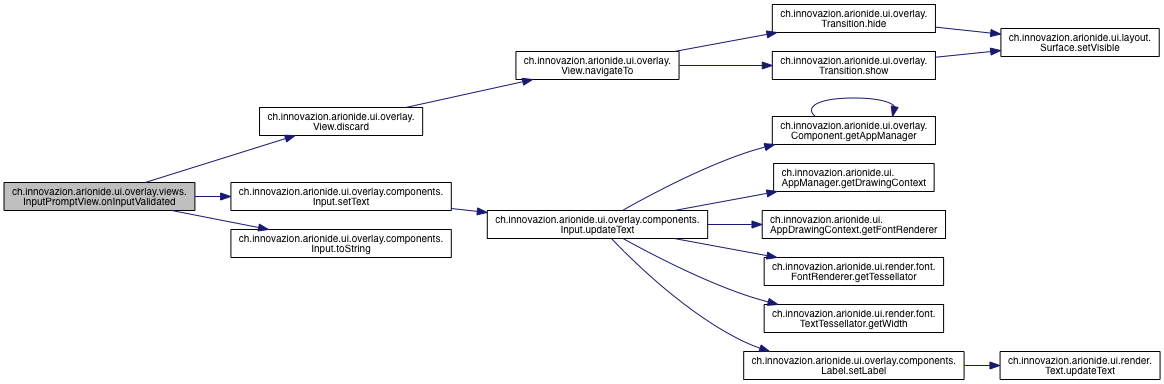 ch.innovazion.arionide.ui.overlay.views.
InputPromptView.onInputValidated
ch.innovazion.arionide.ui.overlay.
View.discard
ch.innovazion.arionide.ui.overlay.
View.navigateTo
ch.innovazion.arionide.ui.overlay.
Transition.hide
ch.innovazion.arionide.ui.overlay.
Transition.show
ch.innovazion.arionide.ui.layout.
Surface.setVisible
ch.innovazion.arionide.ui.overlay.components.
Input.setText
ch.innovazion.arionide.ui.overlay.components.
Input.toString
ch.innovazion.arionide.ui.overlay.components.
Input.updateText
ch.innovazion.arionide.ui.overlay.
Component.getAppManager
ch.innovazion.arionide.ui.
AppManager.getDrawingContext
ch.innovazion.arionide.ui.
AppDrawingContext.getFontRenderer
ch.innovazion.arionide.ui.render.font.
FontRenderer.getTessellator
ch.innovazion.arionide.ui.render.font.
TextTessellator.getWidth
ch.innovazion.arionide.ui.overlay.components.
Label.setLabel
ch.innovazion.arionide.ui.render.
Text.updateText